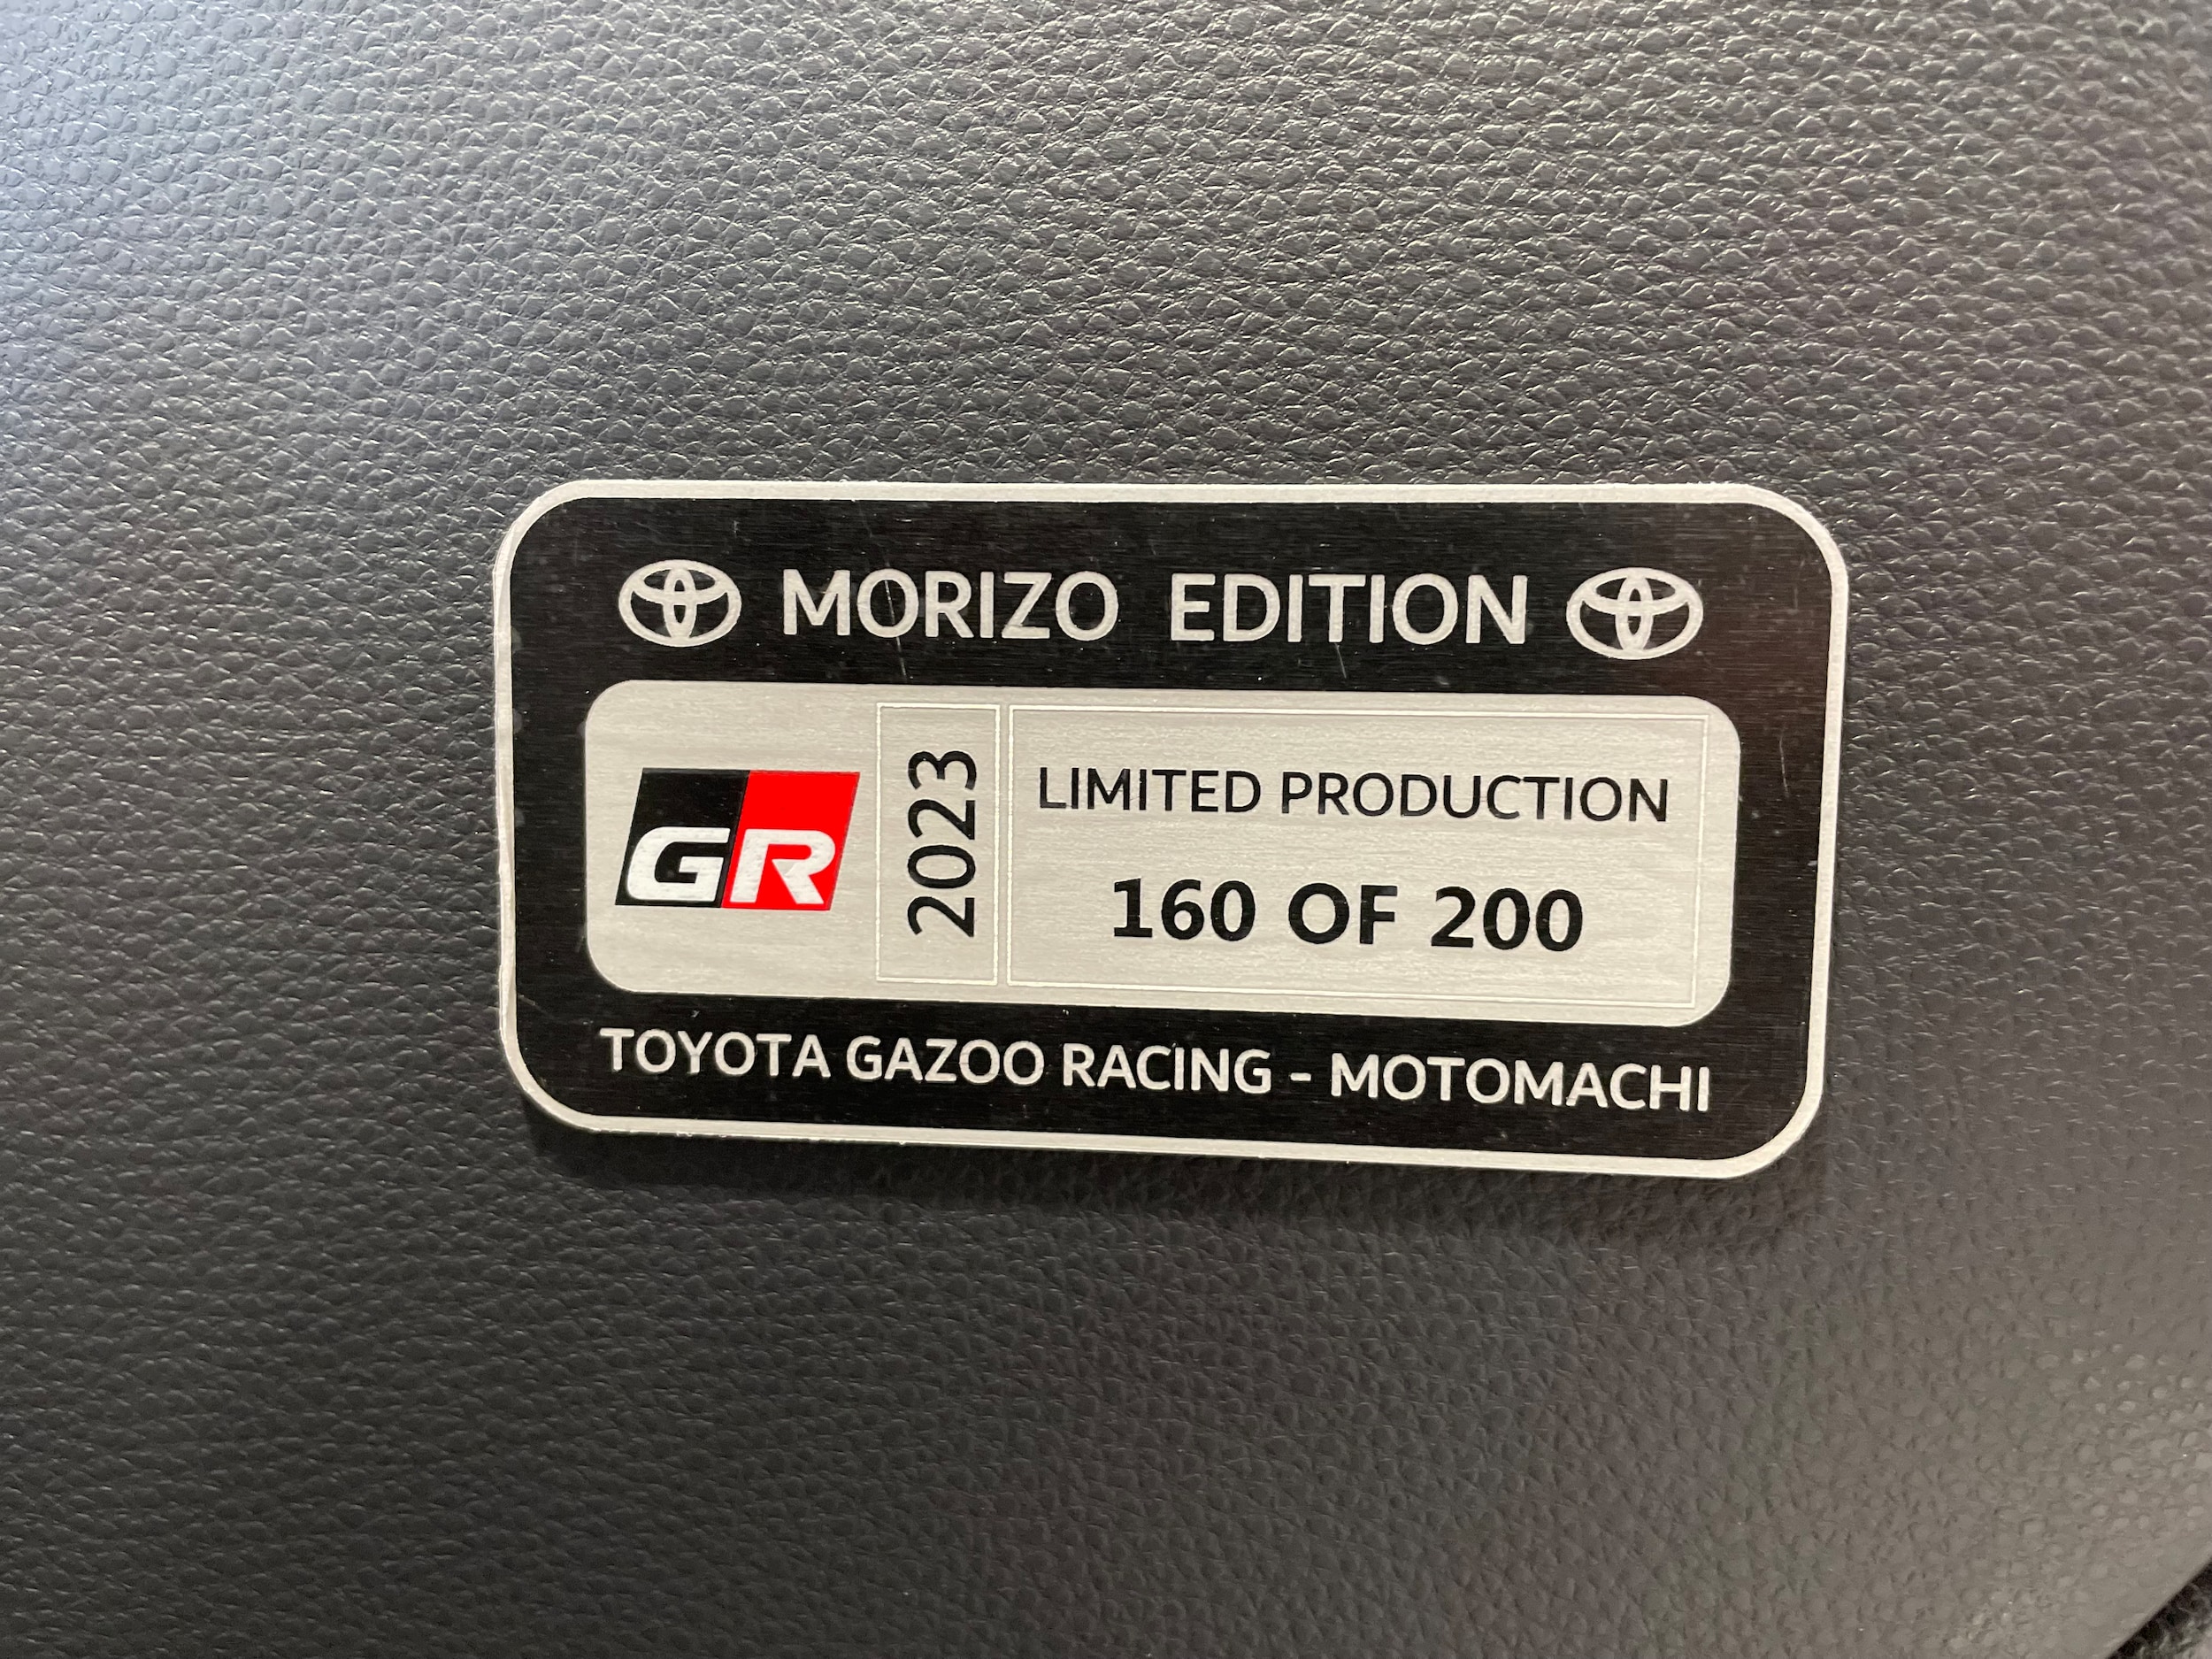 MORIZO EDITION
GR
2023
LIMITED PRODUCTION
160 OF 200
TOYOTA GAZOO RACING - MOTOMACHI